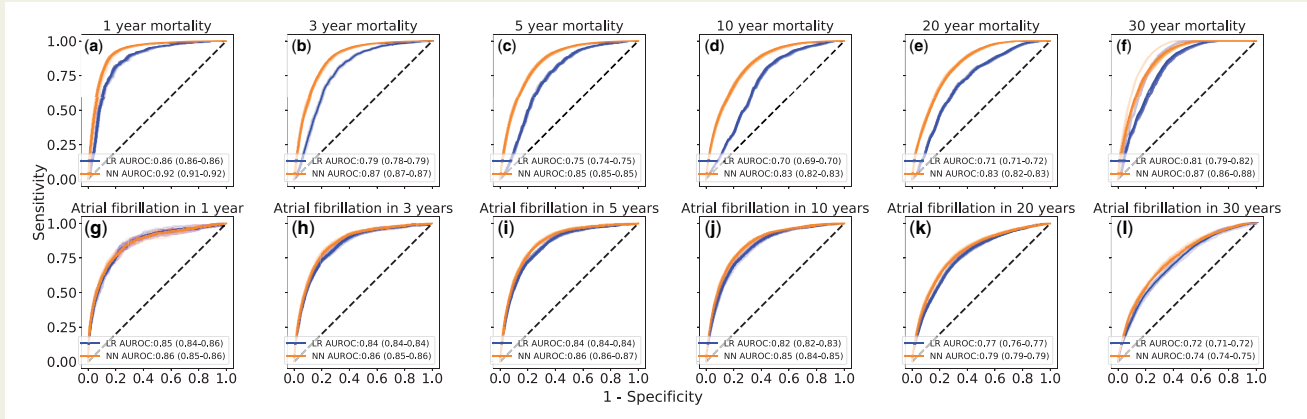 1 year mortality
3 year mortality
5 year mortality
10 year mortality
20 year mortality
30 year mortality
1.00
0.75
0.50
0.25
0.00
(a)
LR AUROC:0.86 (0.86–0.86)
NN AUROC:0.92 (0.91–0.92)
(b)
LR AUROC:0.79 (0.78–0.79)
NN AUROC:0.87 (0.87–0.87)
(c)
LR AUROC:0.75 (0.74–0.75)
NN AUROC:0.85 (0.85–0.85)
(d)
LR AUROC:0.70 (0.69–0.70)
NN AUROC:0.83 (0.82–0.83)
(e)
LR AUROC:0.71 (0.71–0.72)
NN AUROC:0.83 (0.82–0.83)
(f)
LR AUROC:0.81 (0.79–0.82)
NN AUROC:0.87 (0.86–0.88)
Sensitivity
Atrial fibrillation in 1 year
Atrial fibrillation in 3 years
Atrial fibrillation in 5 years
Atrial fibrillation in 10 years
Atrial fibrillation in 20 years
Atrial fibrillation in 30 years
1.00
0.75
0.50
0.25
0.00
(g)
LR AUROC:0.85 (0.84–0.86)
NN AUROC:0.86 (0.85–0.86)
(h)
LR AUROC:0.84 (0.84–0.84)
NN AUROC:0.86 (0.85–0.86)
(i)
LR AUROC:0.84 (0.84–0.84)
NN AUROC:0.86 (0.86–0.87)
(j)
LR AUROC:0.82 (0.82–0.83)
NN AUROC:0.85 (0.84–0.85)
(k)
LR AUROC:0.77 (0.76–0.77)
NN AUROC:0.79 (0.79–0.79)
(l)
LR AUROC:0.72 (0.71–0.72)
NN AUROC:0.74 (0.74–0.75)
0.0 0.2 0.4 0.6 0.8 1.0
0.0 0.2 0.4 0.6 0.8 1.0
0.0 0.2 0.4 0.6 0.8 1.0
0.0 0.2 0.4 0.6 0.8 1.0
0.0 0.2 0.4 0.6 0.8 1.0
0.0 0.2 0.4 0.6 0.8 1.0
1 - Specificity